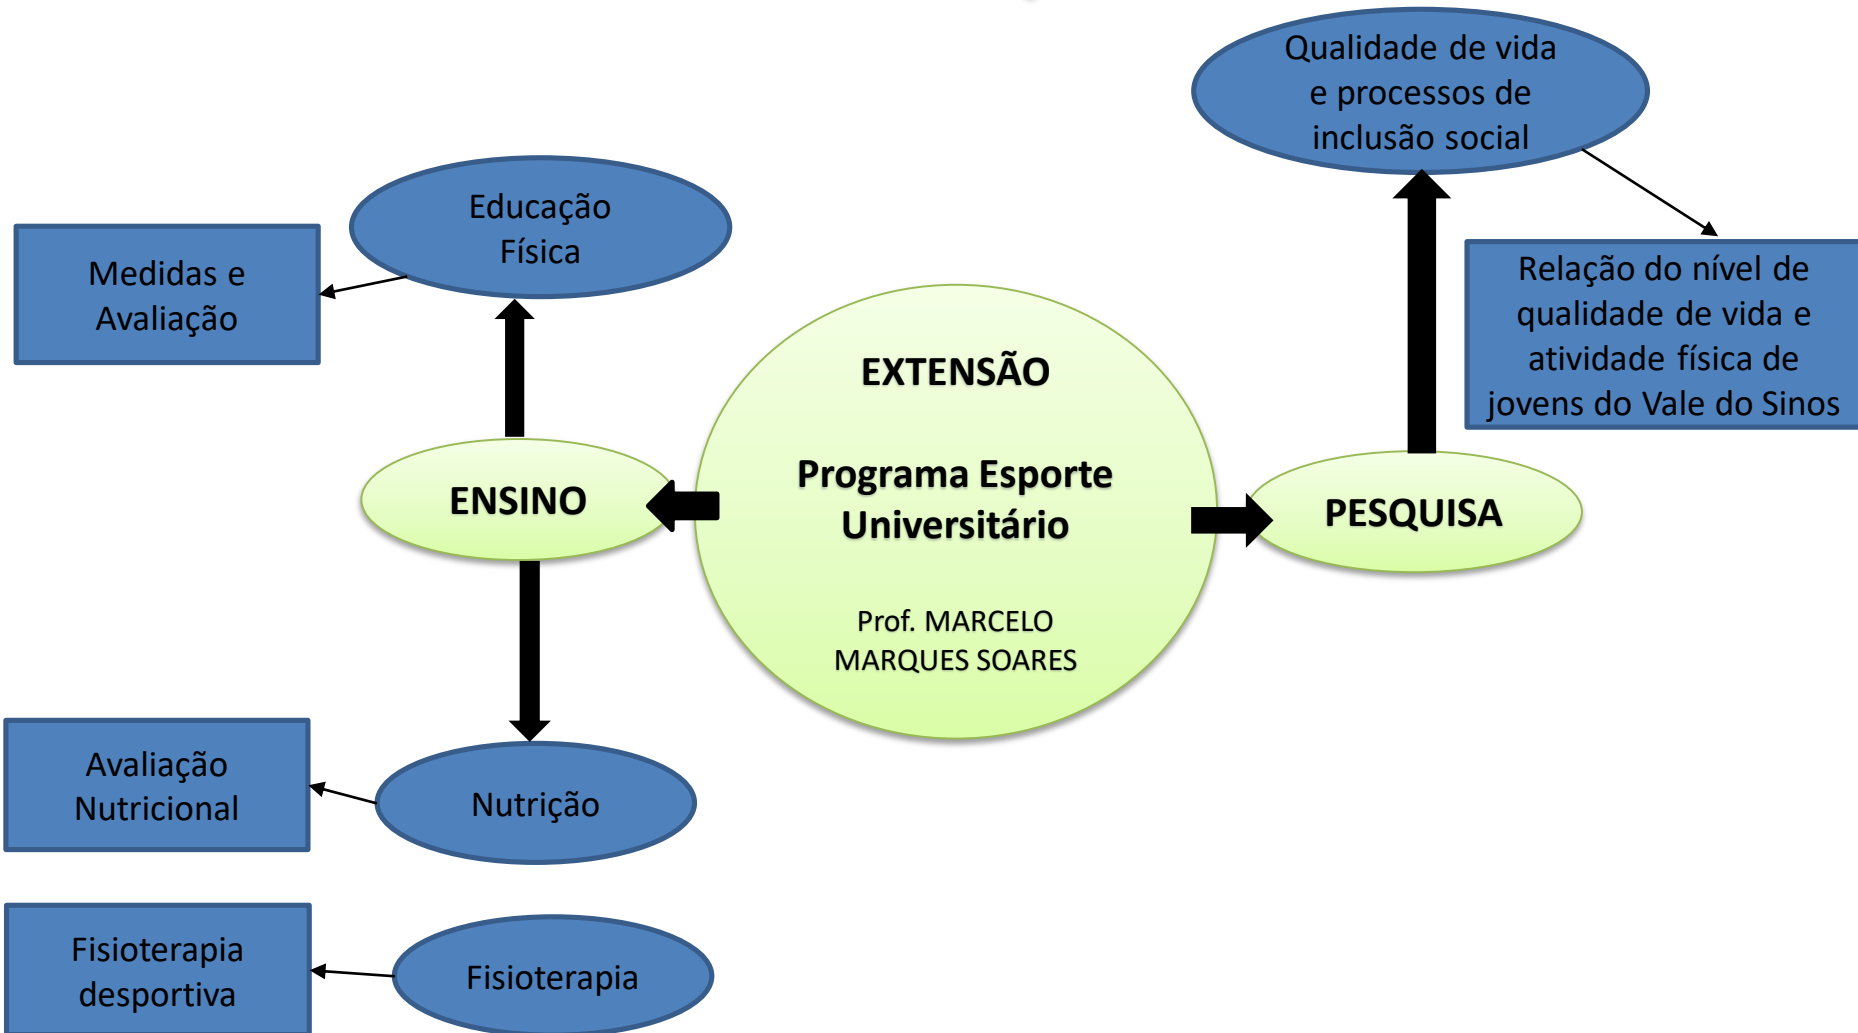 Qualidade de vida
e processos de
inclusão social
Educação
Física
Medidas e
Avaliação
Relação do nível de
qualidade de vida e
atividade física de
jovens do Vale do Sinos
EXTENSÃO
Programa Esporte
Universitário
Prof. MARCELO
MARQUES SOARES
ENSINO
PESQUISA
Avaliação
Nutricional
Nutrição
Fisioterapia
desportiva
Fisioterapia